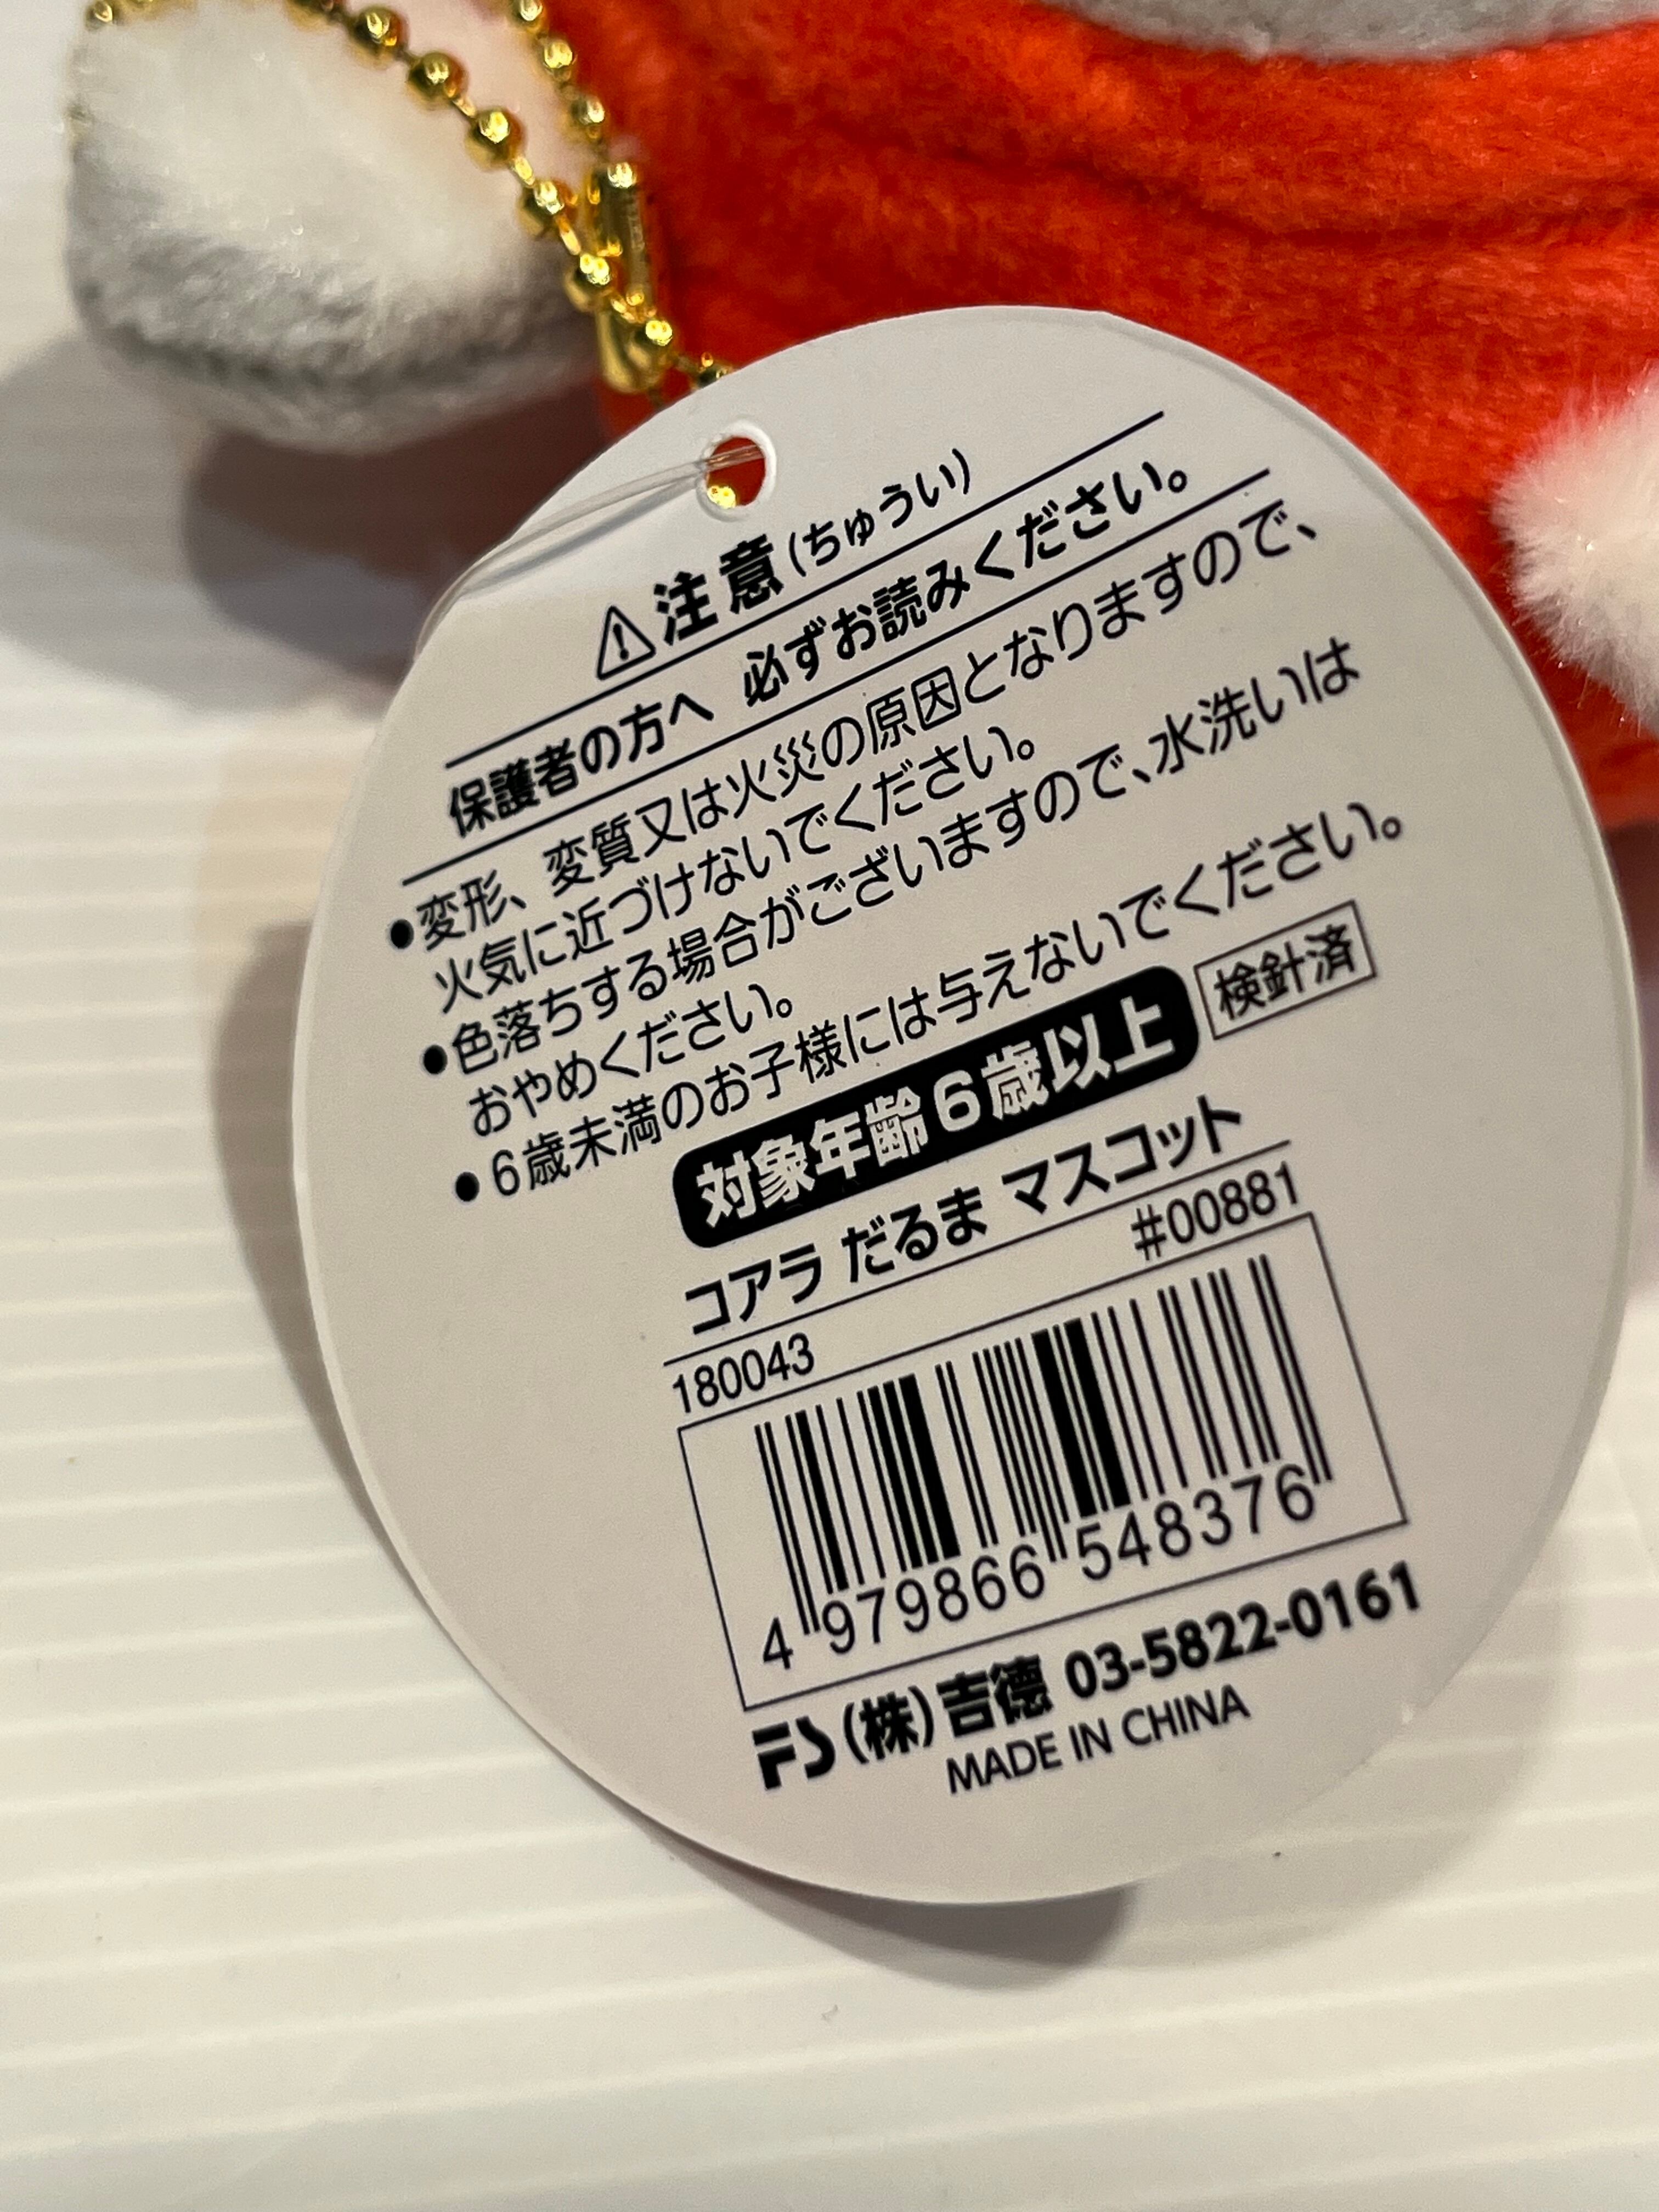 ⚠注意(ちゅうい)
保護者の方へ 必ずお読みください。
●変形、変質又は火災の原因となりますので、
火気に近づけないでください。
●色落ちする場合がございますので、水洗いは
おやめください。
●6歳未満のお子様には与えないでください。
対象年齢6歳以上 検針済
コアラ だるま マスコット
180043 #00881
4 979866 548376
FS(株)吉德 03-5822-0161
MADE IN CHINA